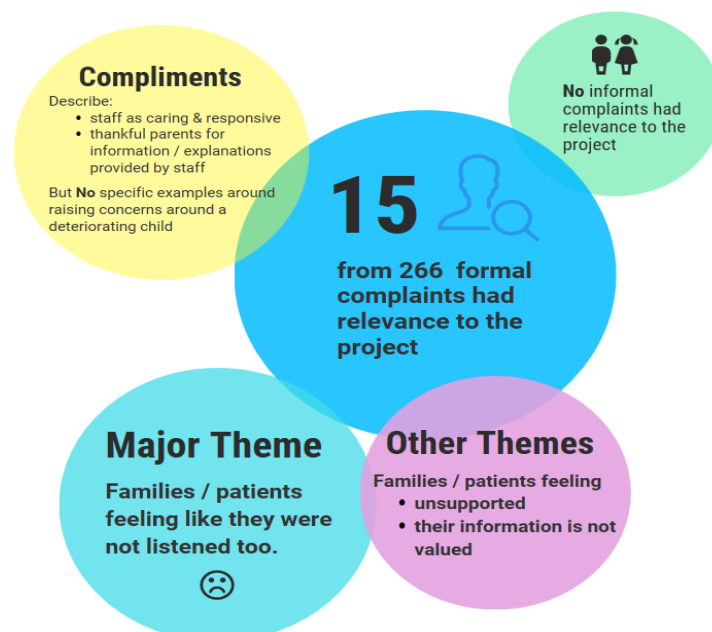 Compliments
Describe:
• staff as caring & responsive
• thankful parents for
information / explanations
provided by staff
But No specific examples around
raising concerns around a
deteriorating child
No informal
complaints had
relevance to the
project
15
from 266 formal
complaints had
relevance to the
project
Major Theme
Families / patients
feeling like they were
not listened too.
Other Themes
Families / patients feeling
• unsupported
• their information is not
valued